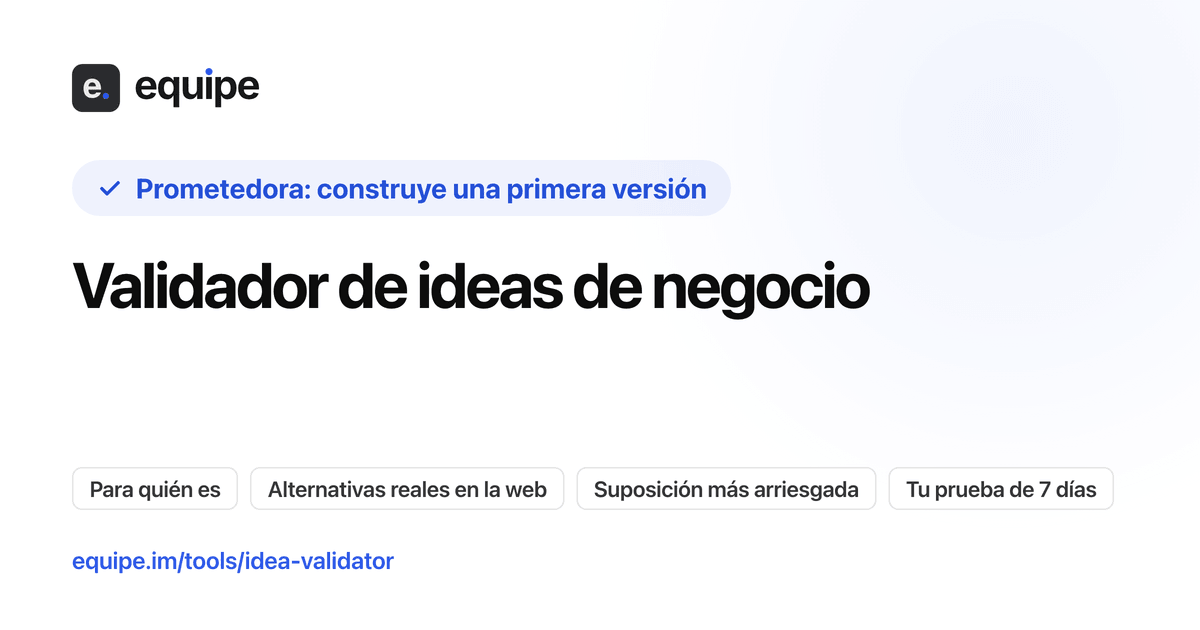 e. equipe
Prometedora: construye una primera versión
Validador de ideas de negocio
Para quién es Alternativas reales en la web Suposición más arriesgada Tu prueba de 7 días
equipe.im/tools/idea-validator